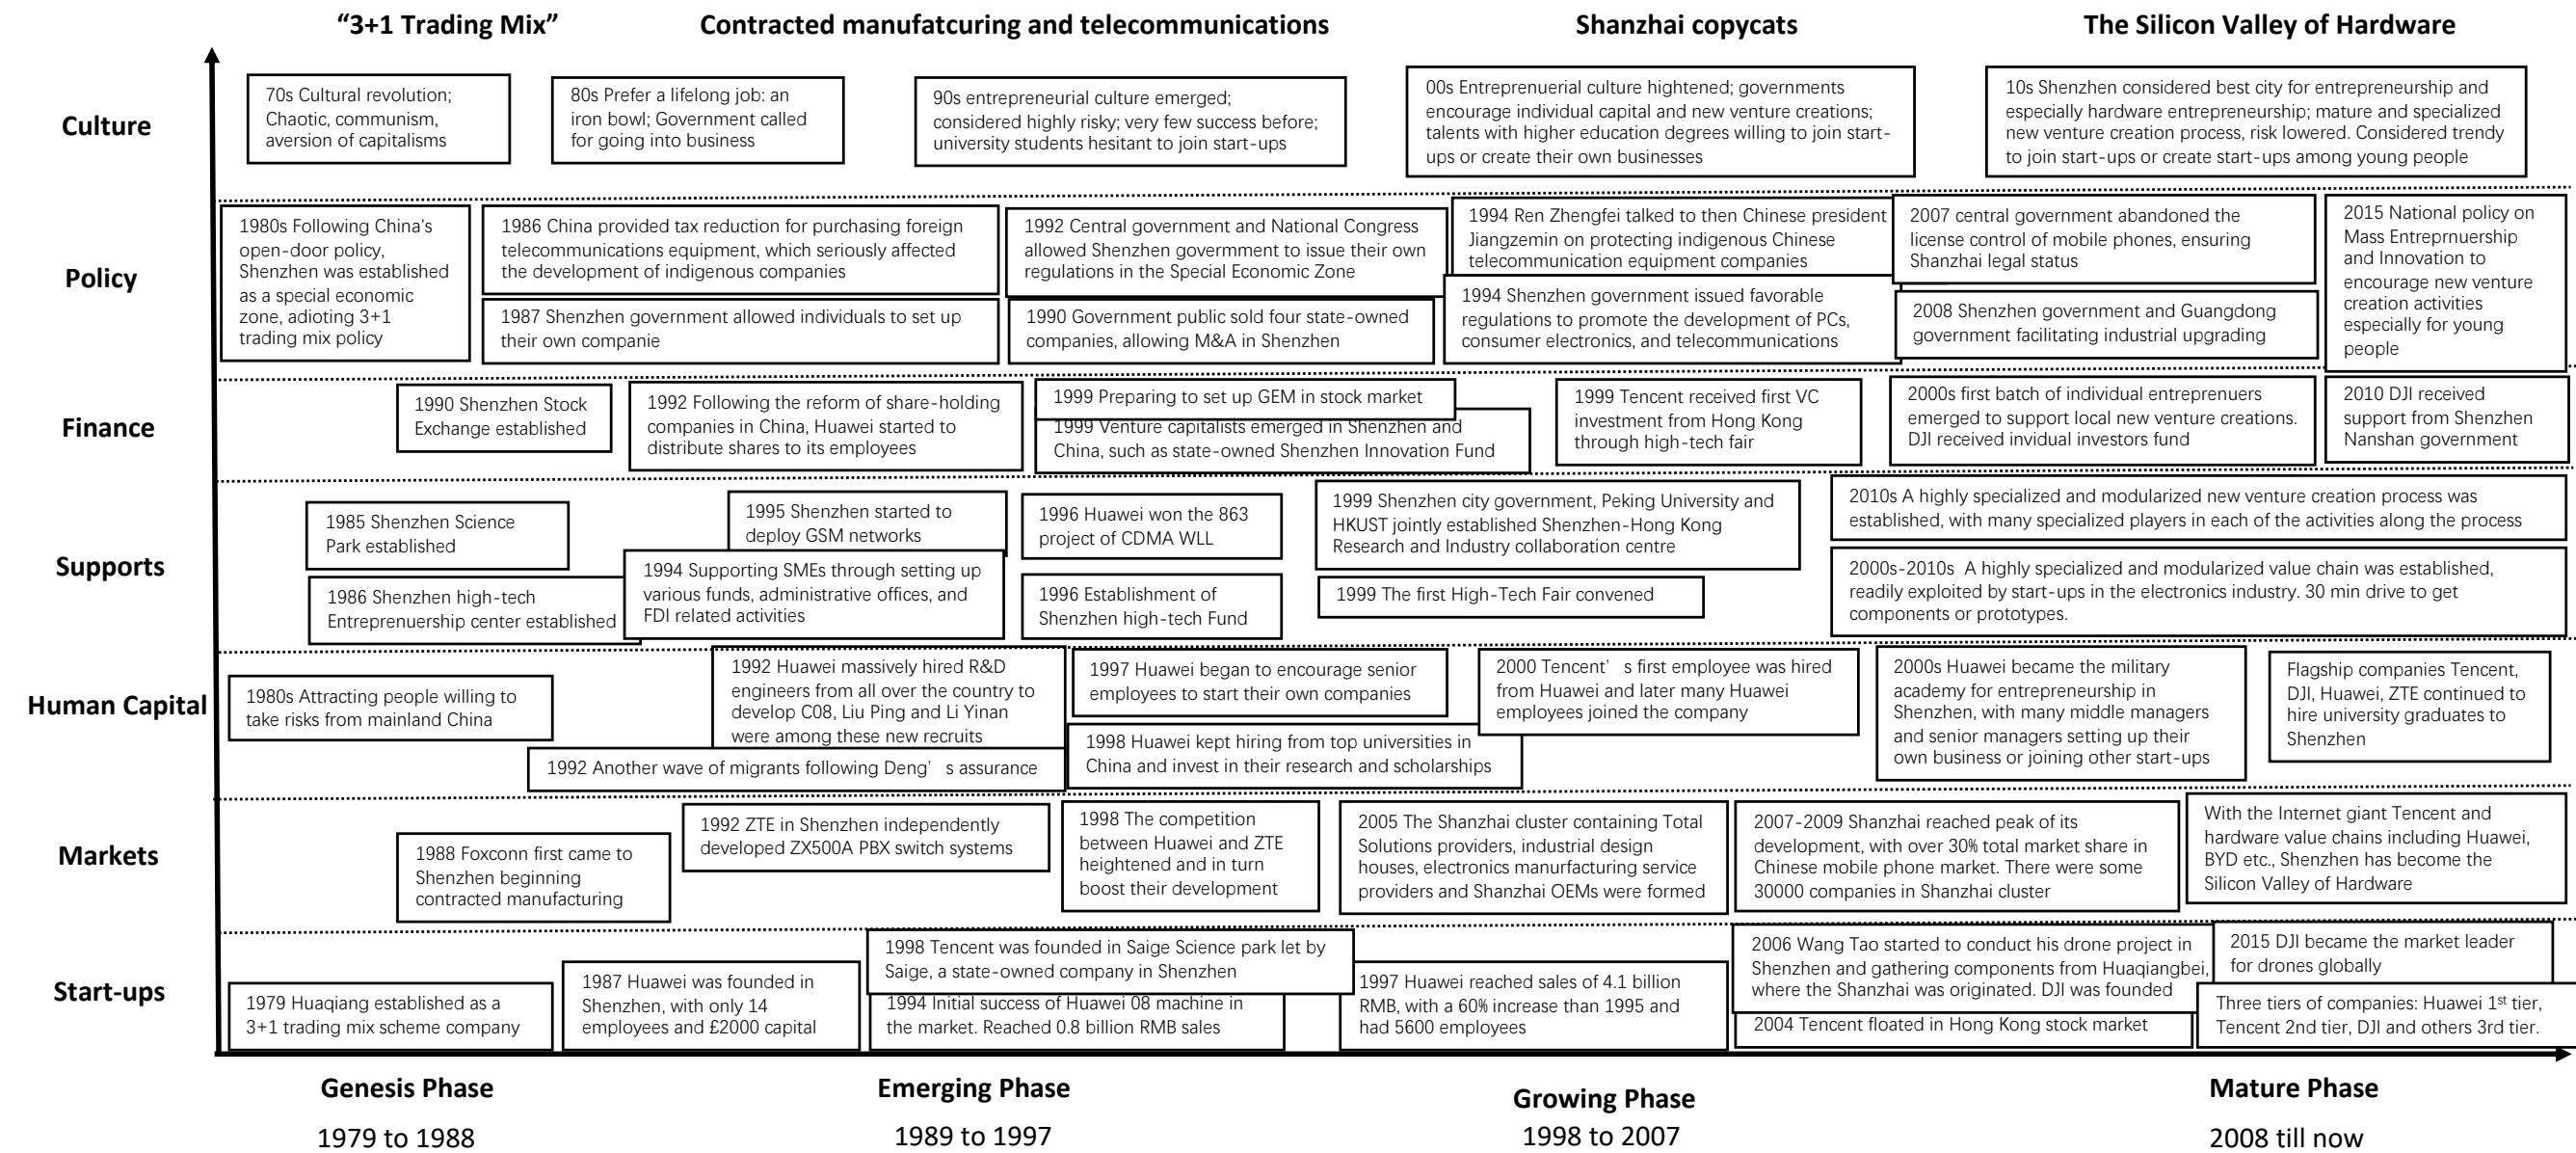 “3+1 Trading Mix”
Contracted manufatcuring and telecommunications
Shanzhai copycats
The Silicon Valley of Hardware
Culture
70s Cultural revolution;
Chaotic, communism,
aversion of capitalisms
80s Prefer a lifelong job: an
iron bowl; Government called
for going into business
90s entrepreneurial culture emerged;
considered highly risky; very few success before;
university students hesitant to join start-ups
00s Entreprenuerial culture hightened; governments
encourage individual capital and new venture creations;
talents with higher education degrees willing to join start-
ups or create their own businesses
10s Shenzhen considered best city for entrepreneurship and
especially hardware entrepreneurship; mature and specialized
new venture creation process, risk lowered. Considered trendy
to join start-ups or create start-ups among young people
Policy
1980s Following China's
open-door policy,
Shenzhen was established
as a special economic
zone, adioting 3+1
trading mix policy
1986 China provided tax reduction for purchasing foreign
telecommunications equipment, which seriously affected
the development of indigenous companies
1987 Shenzhen government allowed individuals to set up
their own companie
1992 Central government and National Congress
allowed Shenzhen govermment to issue their own
regulations in the Special Economic Zone
1990 Government public sold four state-owned
companies, allowing M&A in Shenzhen
1994 Ren Zhengfei talked to then Chinese president
Jiangzemin on protecting indigenous Chinese
telecommunication equipment companies
1994 Shenzhen government issued favorable
regulations to promote the development of PCs,
consumer electronics, and telecommunications
2007 central government abandoned the
license control of mobile phones, ensuring
Shanzhai legal status
2008 Shenzhen government and Guangdong
government facilitating industrial upgrading
2015 National policy on
Mass Entreprnuership
and Innovation to
encourage new venture
creation activities
especially for young
people
Finance
1990 Shenzhen Stock
Exchange established
1992 Following the reform of share-holding
companies in China, Huawei started to
distribute shares to its employees
1999 Preparing to set up GEM in stock market
1999 Venture capitalists emerged in Shenzhen and
China, such as state-owned Shenzhen Innovation Fund
1999 Tencent received first VC
investment from Hong Kong
through high-tech fair
2000s first batch of individual entreprenuers
emerged to support local new venture creations.
DJI received invidual investors fund
2010 DJI received
support from Shenzhen
Nanshan government
Supports
1985 Shenzhen Science
Park established
1986 Shenzhen high-tech
Entreprenuership center established
1995 Shenzhen started to
deploy GSM networks
1994 Supporting SMEs through setting up
various funds, administrative offices, and
FDI related activities
1996 Huawei won the 863
project of CDMA WLL
1996 Establishment of
Shenzhen high-tech Fund
1999 Shenzhen city government, Peking University and
HKUST jointly established Shenzhen-Hong Kong
Research and Industry collaboration centre
1999 The first High-Tech Fair convened
2010s A highly specialized and modularized new venture creation process was
established, with many specialized players in each of the activities along the process
2000s-2010s A highly specialized and modularized value chain was established,
readily exploited by start-ups in the electronics industry. 30 min drive to get
components or prototypes.
Human Capital
1980s Attracting people willing to
take risks from mainland China
1992 Huawei massively hired R&D
engineers from all over the country to
develop C08, Liu Ping and Li Yinan
were among these new recruits
1992 Another wave of migrants following Deng’s assurance
1997 Huawei began to encourage senior
employees to start their own companies
1998 Huawei kept hiring from top universities in
China and invest in their research and scholarships
2000 Tencent’s first employee was hired
from Huawei and later many Huawei
employees joined the company
2000s Huawei became the military
academy for entrepreneurship in
Shenzhen, with many middle managers
and senior managers setting up their
own business or joining other start-ups
Flagship companies Tencent,
DJI, Huawei, ZTE continued to
hire university graduates to
Shenzhen
Markets
1988 Foxconn first came to
Shenzhen beginning
contracted manufacturing
1992 ZTE in Shenzhen independently
developed ZX500A PBX switch systems
1998 The competition
between Huawei and ZTE
heightened and in turn
boost their development
2005 The Shanzhai cluster containing Total
Solutions providers, industrial design
houses, electronics manurfacturing service
providers and Shanzhai OEMs were formed
2007-2009 Shanzhai reached peak of its
development, with over 30% total market share in
Chinese mobile phone market. There were some
30000 companies in Shanzhai cluster
With the Internet giant Tencent and
hardware value chains including Huawei,
BYD etc., Shenzhen has become the
Silicon Valley of Hardware
Start-ups
1979 Huaqiang established as a
3+1 trading mix scheme company
1987 Huawei was founded in
Shenzhen, with only 14
employees and £2000 capital
1998 Tencent was founded in Saige Science park let by
Saige, a state-owned company in Shenzhen
1994 Initial success of Huawei 08 machine in
the market. Reached 0.8 billion RMB sales
1997 Huawei reached sales of 4.1 billion
RMB, with a 60% increase than 1995 and
had 5600 employees
2006 Wang Tao started to conduct his drone project in
Shenzhen and gathering components from Huaqiangbei,
where the Shanzhai was originated. DJI was founded
2004 Tencent floated in Hong Kong stock market
2015 DJI became the market leader
for drones globally
Three tiers of companies: Huawei 1st tier,
Tencent 2nd tier, DJI and others 3rd tier.
Genesis Phase
1979 to 1988
Emerging Phase
1989 to 1997
Growing Phase
1998 to 2007
Mature Phase
2008 till now